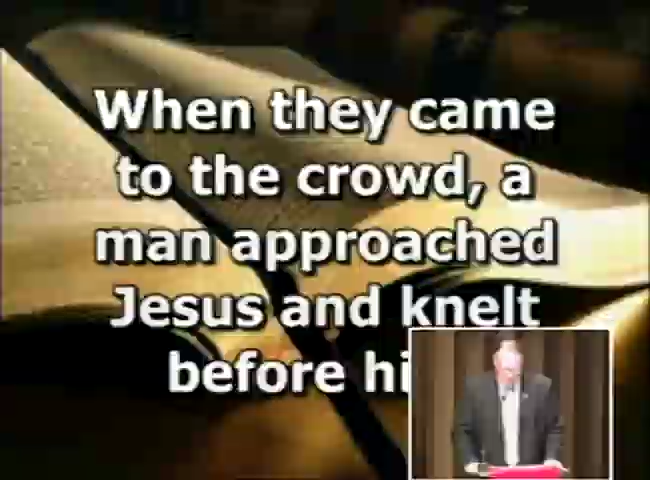 When they came
to the crowd, a
man approached
Jesus and knelt
before hi